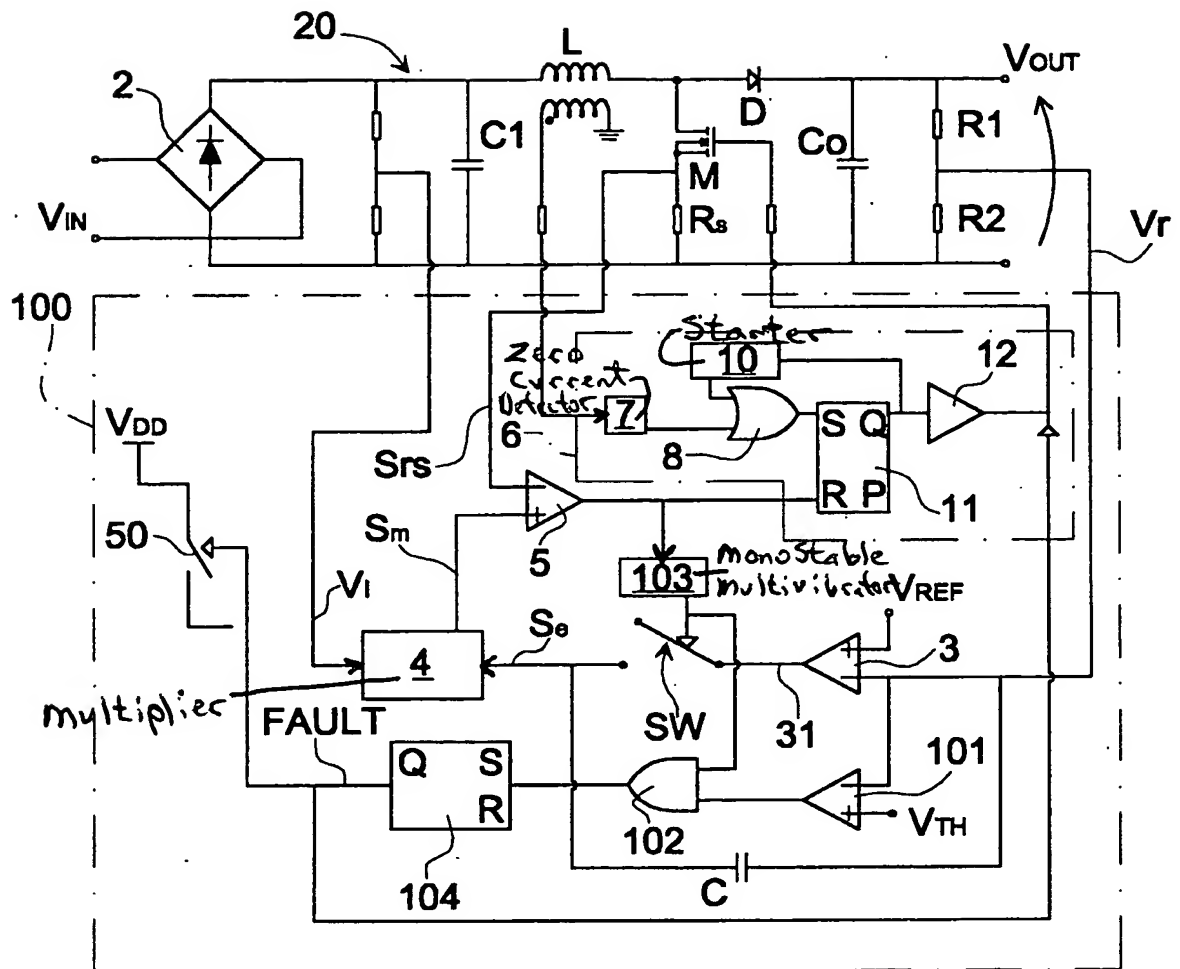 20
L
VOUT
2
C1
D
Co
R1
M
VIN
Rs
R2
Vr
100
Starter
10
Zero
Current
Detector
7
12
VDD
6
8
S Q
Srs
R P
11
5
50
Sm
103
monoStable
multivibrator
VREF
VI
Se
4
3
multiplier
SW
31
FAULT
Q S
R
101
102
VTH
104
C